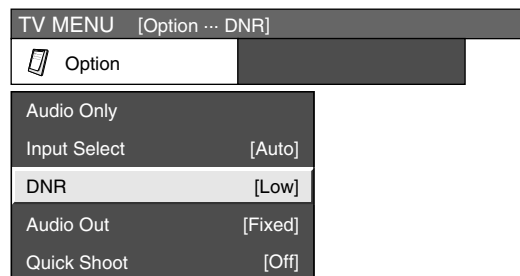 TV MENU [Option ··· DNR]
Option
Audio Only
Input Select [Auto]
DNR [Low]
Audio Out [Fixed]
Quick Shoot [Off]